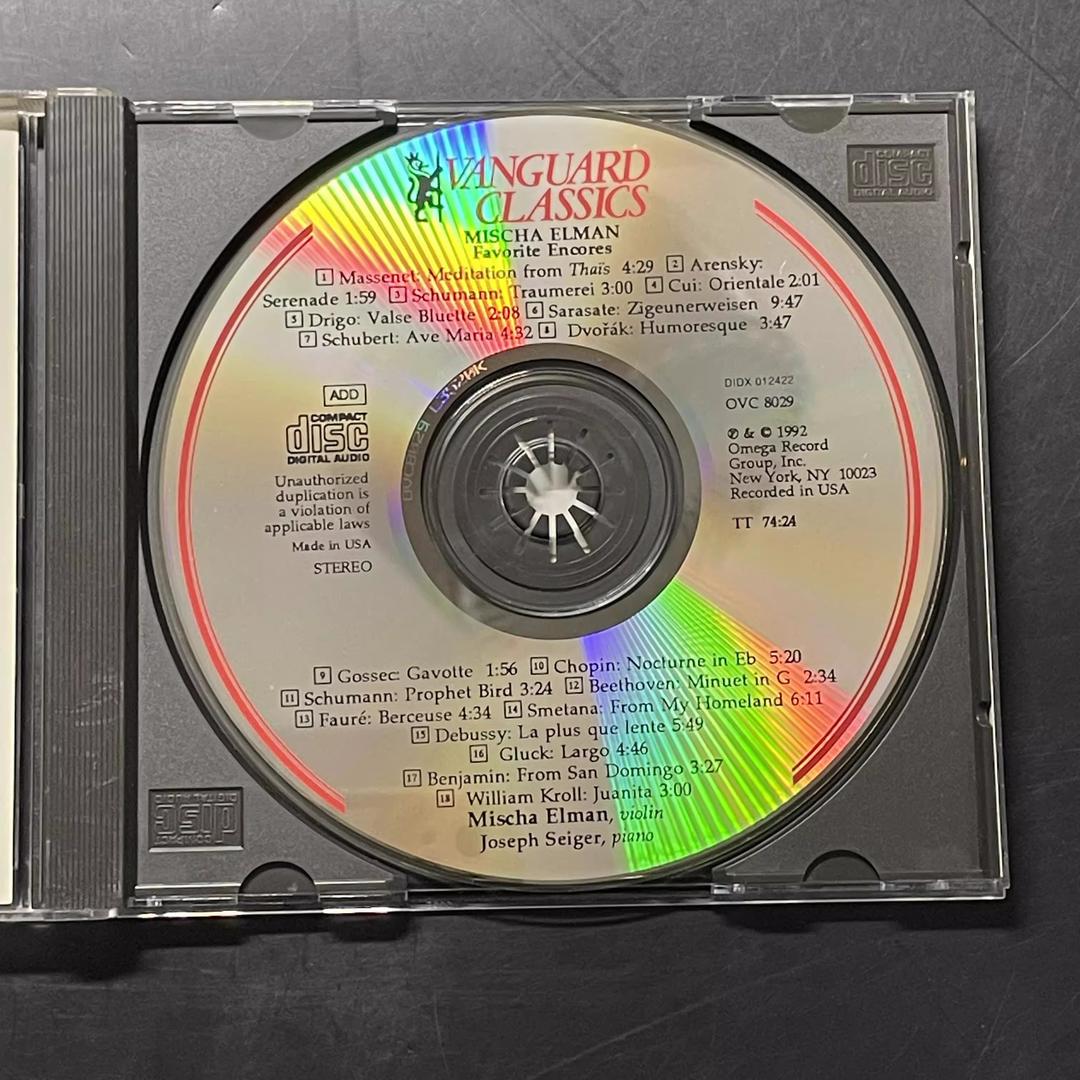 VANGUARD
CLASSICS
MISCHA ELMAN
Favorite Encores
1 Massenet: Meditation from Thaïs 4:29 2 Arensky:
Serenade 1:59 3 Schumann: Traumerei 3:00 4 Cui: Orientale 2:01
5 Drigo: Valse Bluette 2:08 6 Sarasate: Zigeunerweisen 9:47
7 Schubert: Ave Maria 4:32 8 Dvořák: Humoresque 3:47
ADD
COMPACT
disc
DIGITAL AUDIO
Unauthorized
duplication is
a violation of
applicable laws
Made in USA
STEREO
DIDX 012422
OVC 8029
℗ & © 1992
Omega Record
Group, Inc.
New York, NY 10023
Recorded in USA
TT 74:24
9 Gossec: Gavotte 1:56 10 Chopin: Nocturne in Eb 5:20
11 Schumann: Prophet Bird 3:24 12 Beethoven: Minuet in G 2:34
13 Fauré: Berceuse 4:34 14 Smetana: From My Homeland 6:11
15 Debussy: La plus que lente 5:49
16 Gluck: Largo 4:46
17 Benjamin: From San Domingo 3:27
18 William Kroll: Juanita 3:00
Mischa Elman, violin
Joseph Seiger, piano
COMPACT
disc
DIGITAL AUDIO
COMPACT
disc
DIGITAL AUDIO